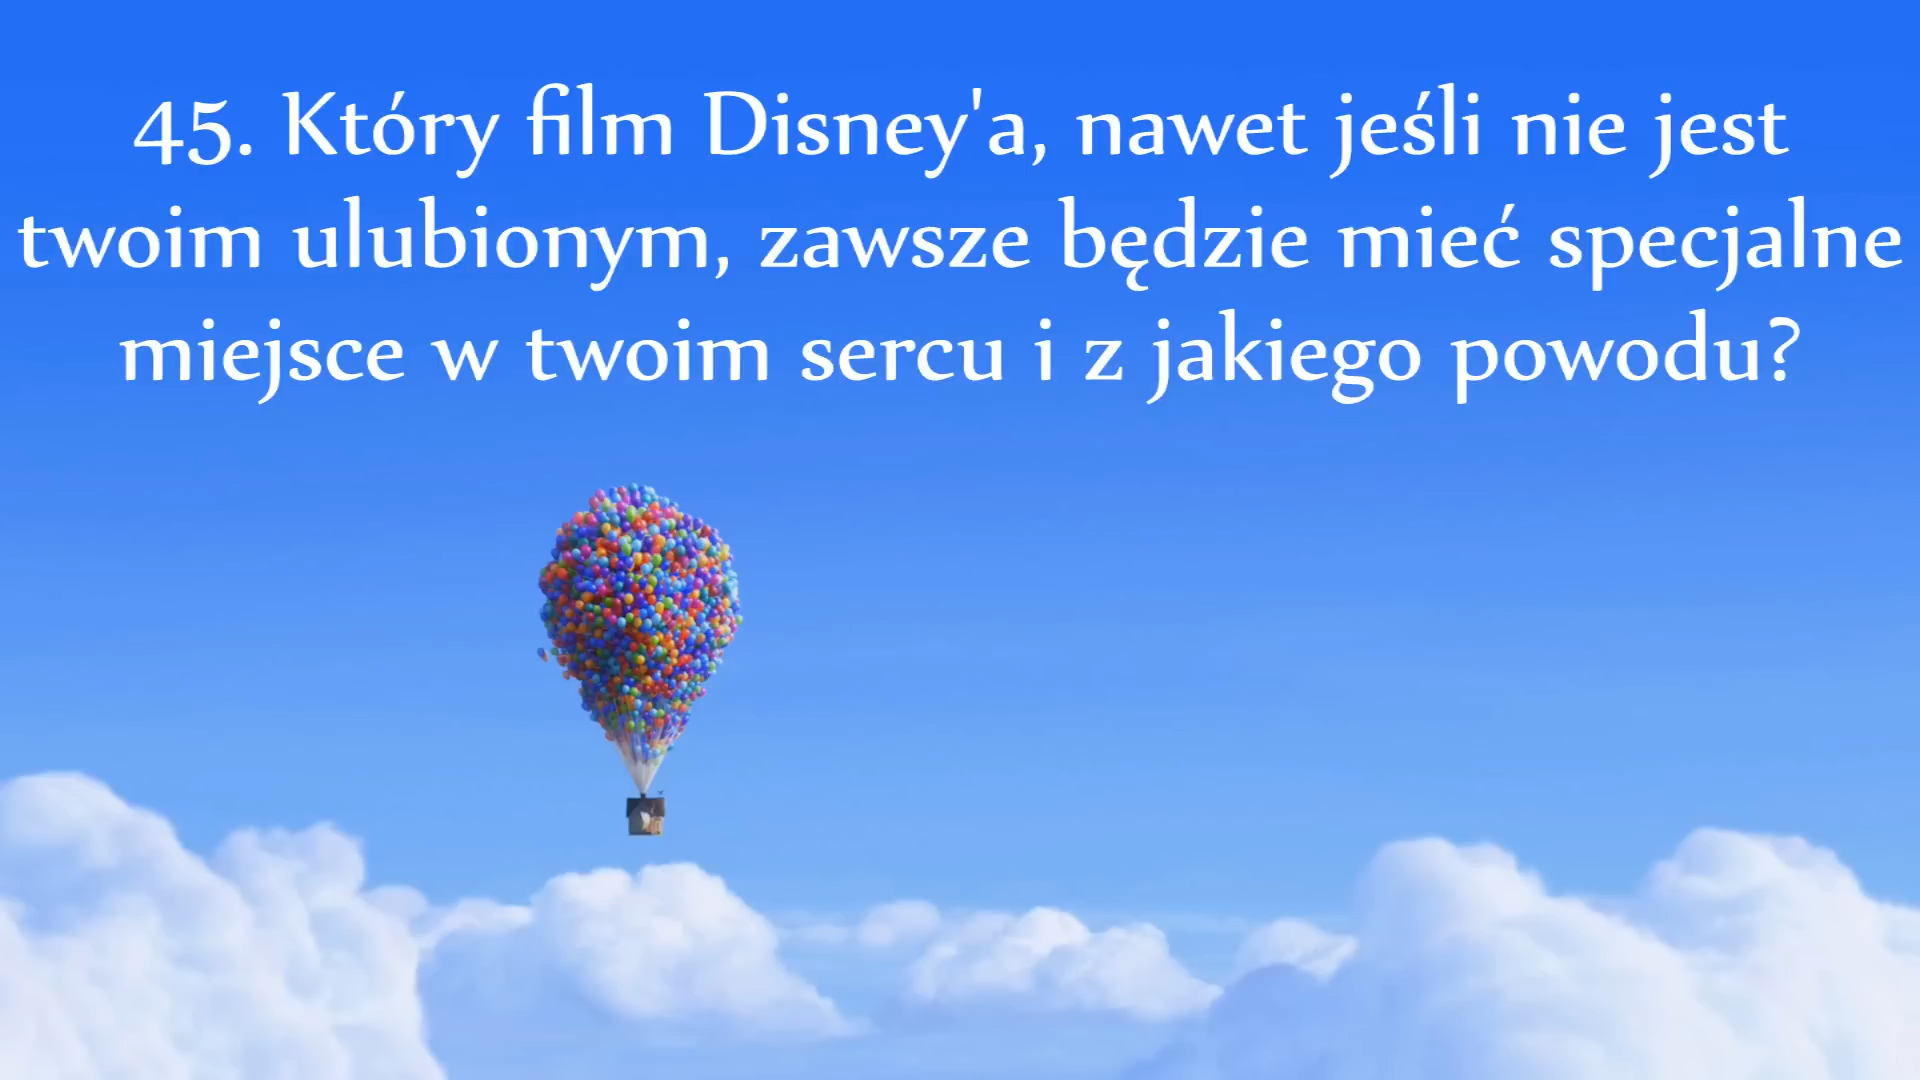 45. Który film Disney'a, nawet jeśli nie jest
twoim ulubionym, zawsze będzie mieć specjalne
miejsce w twoim sercu i z jakiego powodu?